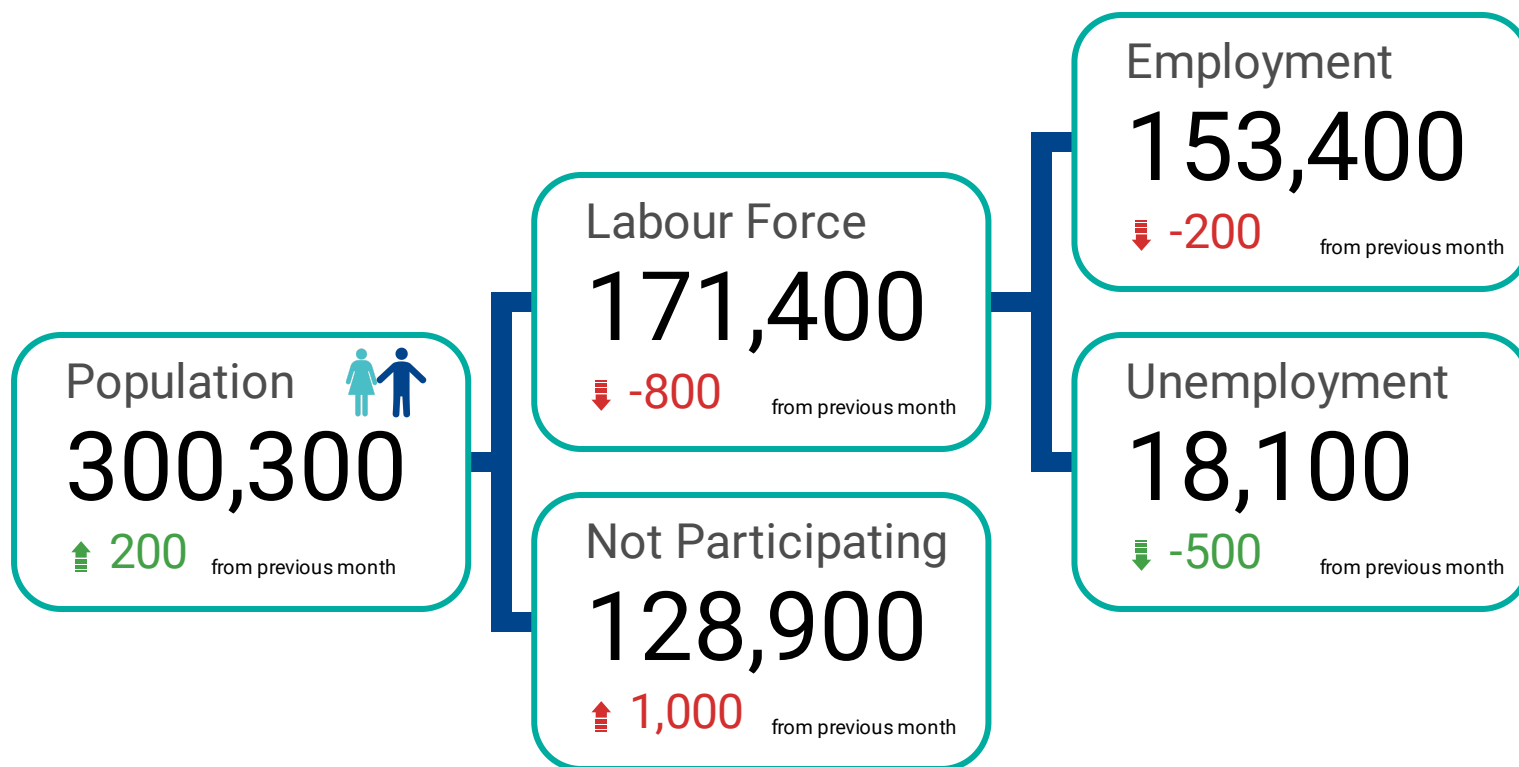 Population
300,300
200 from previous month
Labour Force
171,400
-800 from previous month
Not Participating
128,900
1,000 from previous month
Employment
153,400
-200 from previous month
Unemployment
18,100
-500 from previous month